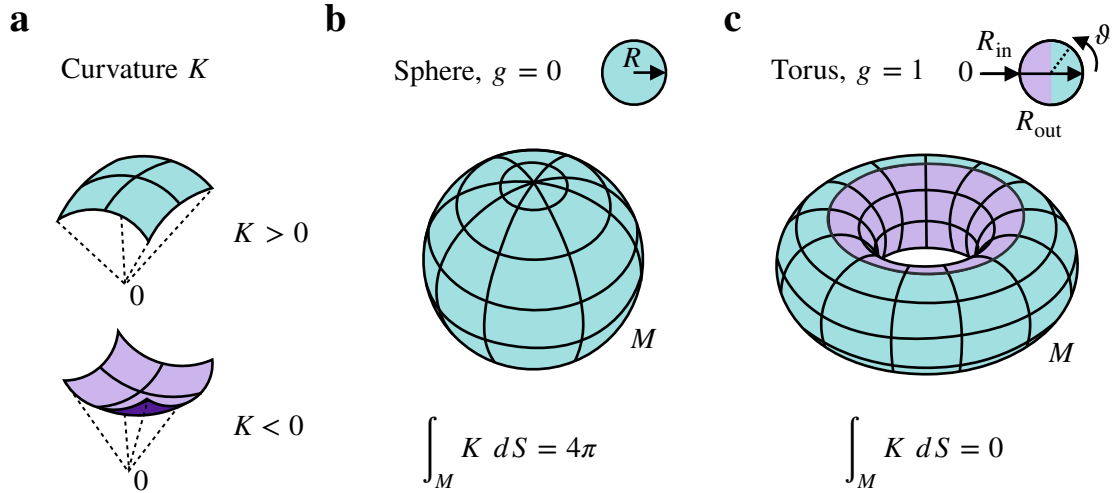 a
Curvature K
K > 0
0
K < 0
0
b
Sphere, g = 0
R
M
∫_M K dS = 4π
c
Torus, g = 1
0
R_in
R_out
ϑ
M
∫_M K dS = 0